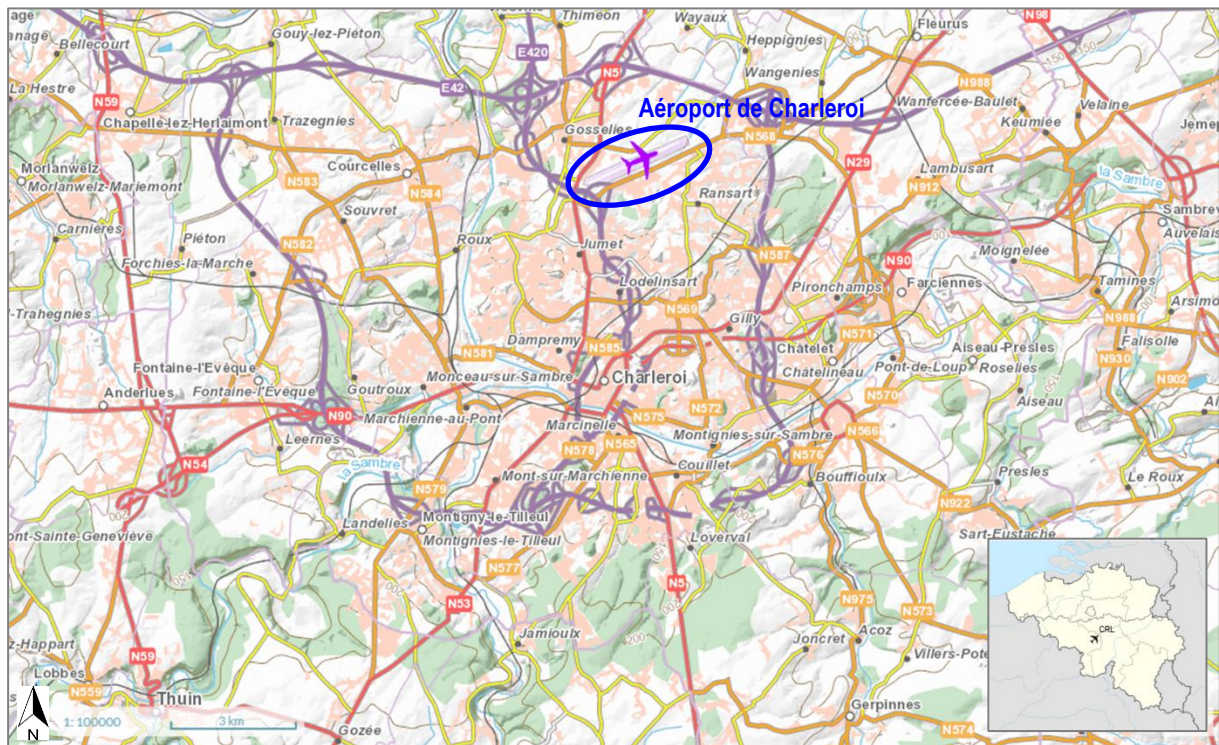 Thiméon
Wayaux
N98
Fleurus
Bellecourt
Gouy-lez-Piéton
E420
Heppignies
La Hestre
N59
E42
N5
Wangenies
N988
Wanfercée-Baulet
Velaine
Aéroport de Charleroi
Chapelle-lez-Herlaimont
Trazegnies
Gosselies
N568
Keumiée
Jeme
Morlanwelz
Morlanwelz-Mariemont
Courcelles
N583
N584
N29
Lambusart
N912
la Sambre
Ransart
Souvret
Carnières
Piéton
N582
Roux
Jumet
Sambrev
Auvelais
Moignelée
Forchies-la-Marche
Lodelinsart
N587
N90
Pironchamps
Farciennes
Tamines
Arsimo
-Trahegnies
N569
Gilly
N988
Dampremy
N585
N571
N581
Châtelet
Aiseau-Presles
Falisolle
Fontaine-l'Evêque
Fontaine-l'Evêque
Goutroux
Monceau-sur-Sambre
Charleroi
Châtelineau
Pont-de-Loup
Roselies
N930
N902
Anderlues
N90
Marchienne-au-Pont
N575
N572
N570
Aiseau
Marcinelle
Leernes
N578
N565
Montignies-sur-Sambre
N566
N576
N54
la Sambre
Mont-sur-Marchienne
Couillet
Bouffioulx
Presles
Le Roux
N579
N922
Landelies
Montigny-le-Tilleul
Montignies-le-Tilleul
Loverval
Sart-Eustache
ont-Sainte-Geneviève
N577
N5
N53
N975
N573
Jamioulx
Joncret
Acoz
Villers-Pote
CRL
z-Happart
N59
Lobbes
N559
Thuin
Gerpinnes
N
1: 100000
3 km
Gozée
N574
200
150